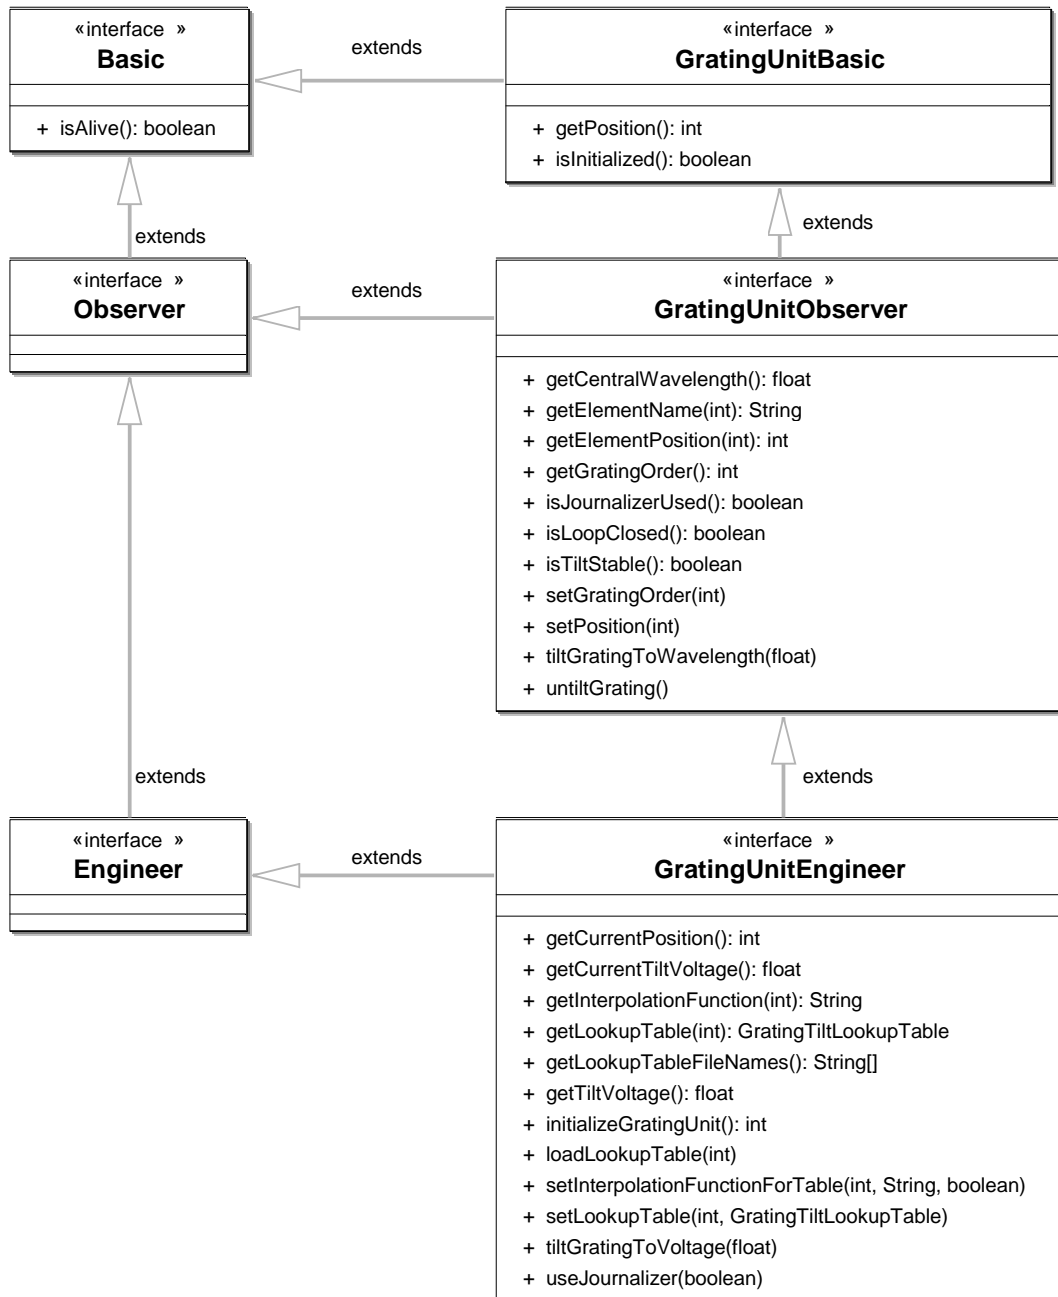 «interface »
Basic
+ isAlive(): boolean
extends
«interface »
GratingUnitBasic
+ getPosition(): int
+ isInitialized(): boolean
extends
extends
«interface »
Observer
extends
«interface »
GratingUnitObserver
+ getCentralWavelength(): float
+ getElementName(int): String
+ getElementPosition(int): int
+ getGratingOrder(): int
+ isJournalizerUsed(): boolean
+ isLoopClosed(): boolean
+ isTiltStable(): boolean
+ setGratingOrder(int)
+ setPosition(int)
+ tiltGratingToWavelength(float)
+ untiltGrating()
extends
extends
«interface »
Engineer
extends
«interface »
GratingUnitEngineer
+ getCurrentPosition(): int
+ getCurrentTiltVoltage(): float
+ getInterpolationFunction(int): String
+ getLookupTable(int): GratingTiltLookupTable
+ getLookupTableFileNames(): String[]
+ getTiltVoltage(): float
+ initializeGratingUnit(): int
+ loadLookupTable(int)
+ setInterpolationFunctionForTable(int, String, boolean)
+ setLookupTable(int, GratingTiltLookupTable)
+ tiltGratingToVoltage(float)
+ useJournalizer(boolean)